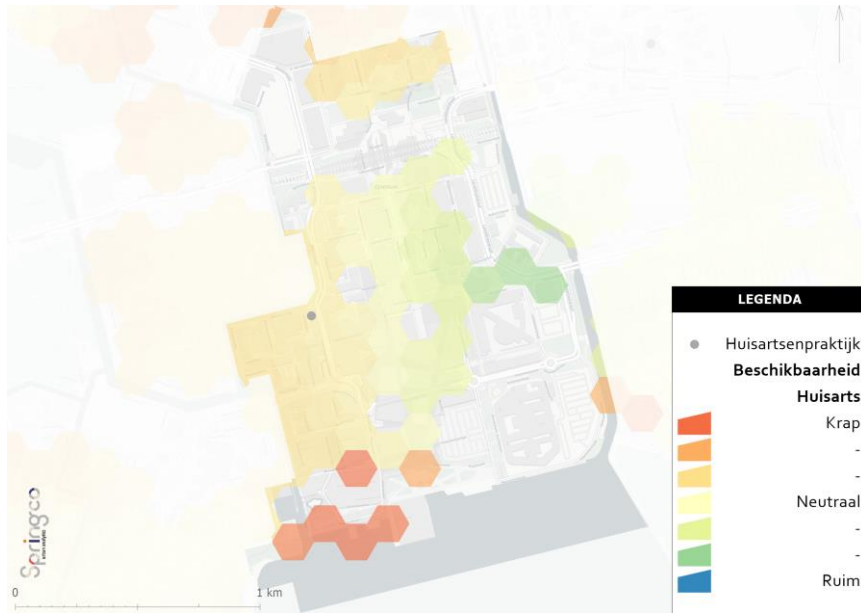 LEGENDA
Huisartsenpraktijk
Beschikbaarheid
Huisarts
Krap
-
-
Neutraal
-
-
Ruim
Springco
0
1 km